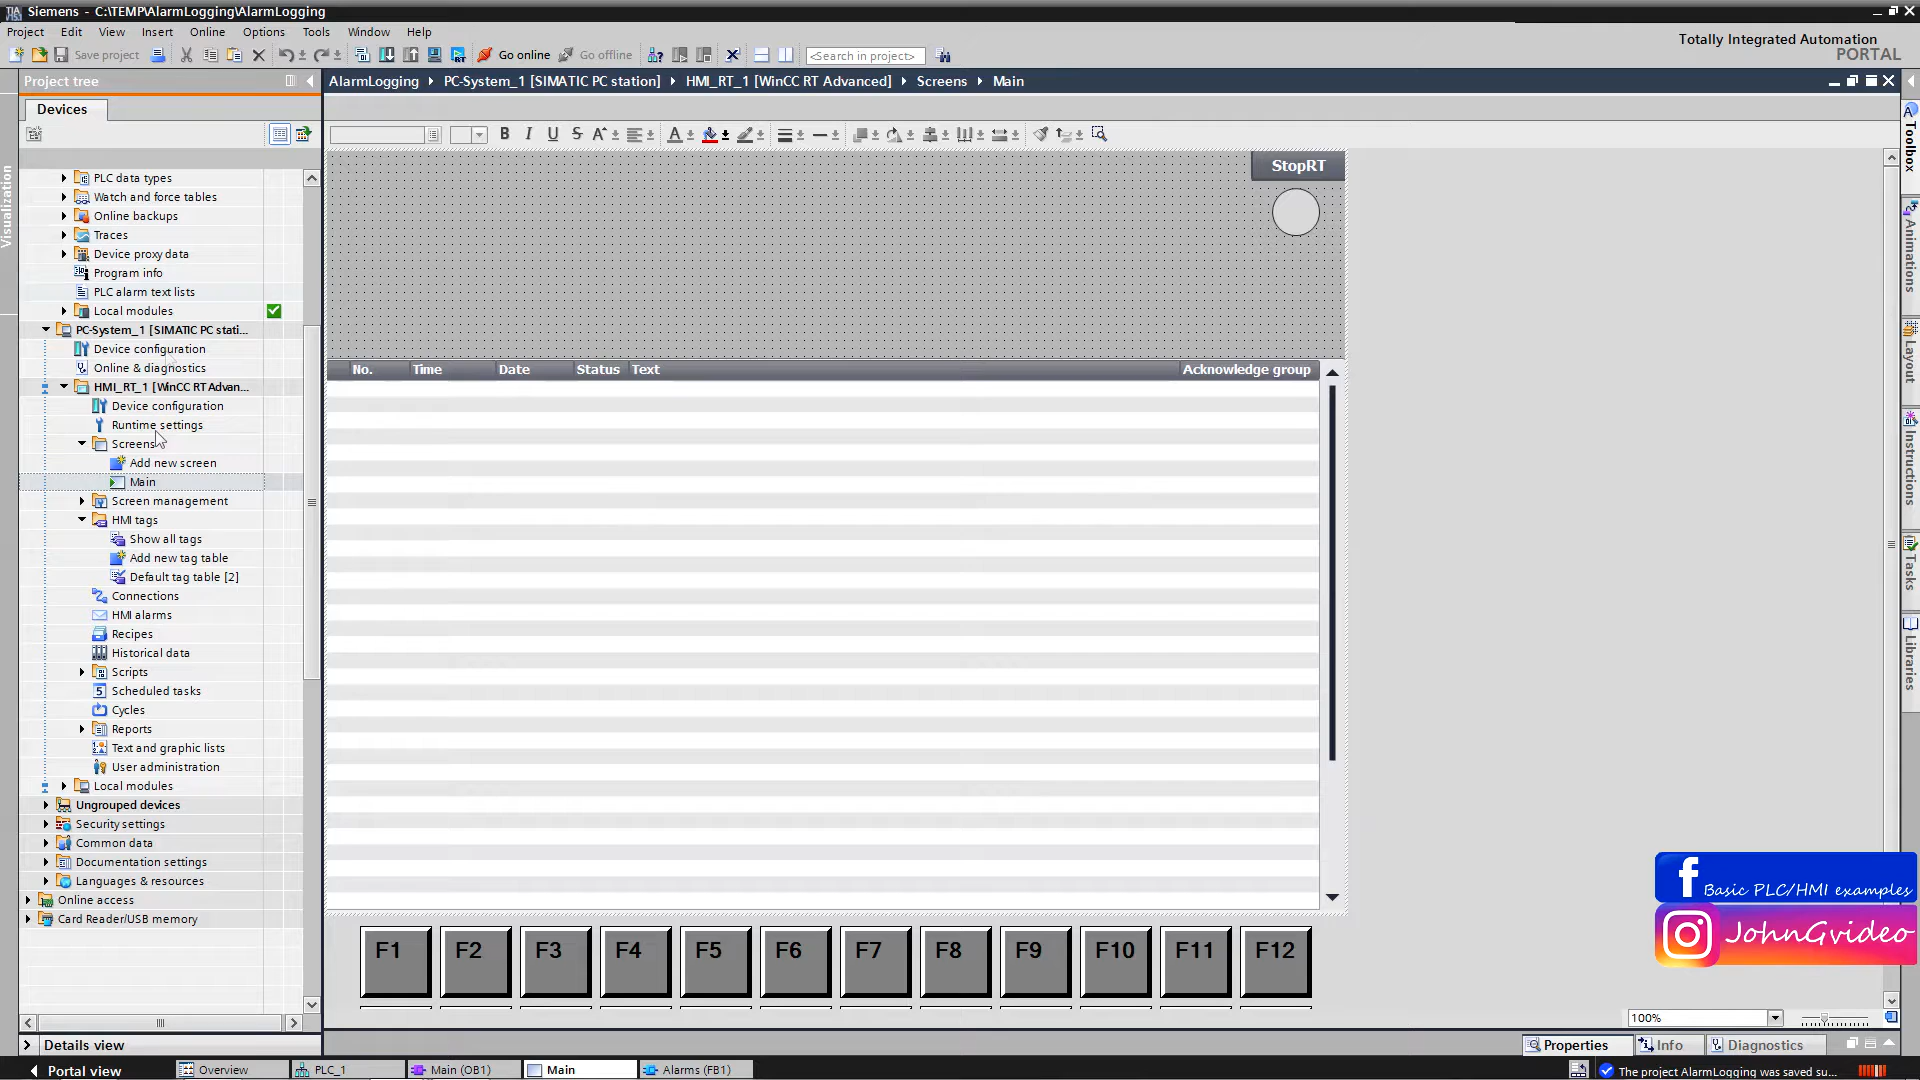 Siemens - C:\TEMP\AlarmLogging\AlarmLogging
Project Edit View Insert Online Options Tools Window Help
Totally Integrated Automation
PORTAL
Save project Go online Go offline <Search in project>
Project tree
AlarmLogging PC-System_1 [SIMATIC PC station] HMI_RT_1 [WinCC RT Advanced] Screens Main
Devices
Visualization
PLC data types
Watch and force tables
Online backups
Traces
Device proxy data
Program info
PLC alarm text lists
Local modules
PC-System_1 [SIMATIC PC stati...
Device configuration
Online & diagnostics
HMI_RT_1 [WinCC RT Advan...
Device configuration
Runtime settings
Screens
Add new screen
Main
Screen management
HMI tags
Show all tags
Add new tag table
Default tag table [2]
Connections
HMI alarms
Recipes
Historical data
Scripts
Scheduled tasks
Cycles
Reports
Text and graphic lists
User administration
Local modules
Ungrouped devices
Security settings
Common data
Documentation settings
Languages & resources
Online access
Card Reader/USB memory
Details view
B I U S A A
StopRT
No. Time Date Status Text Acknowledge group
F1 F2 F3 F4 F5 F6 F7 F8 F9 F10 F11 F12
Toolbox
Animations
Layout
Instructions
Tasks
Libraries
f Basic PLC/HMI examples
JohnGvideo
100%
Properties Info Diagnostics
Portal view Overview PLC_1 Main (OB1) Main Alarms (FB1) The project AlarmLogging was saved su...